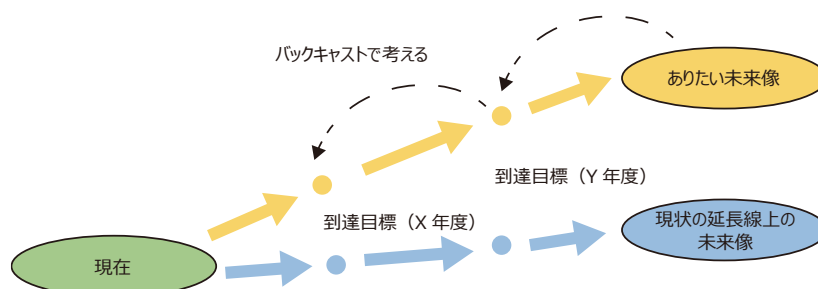 バックキャストで考える
ありたい未来像
到達目標（Y 年度）
到達目標（X 年度）
現状の延長線上の
未来像
現在